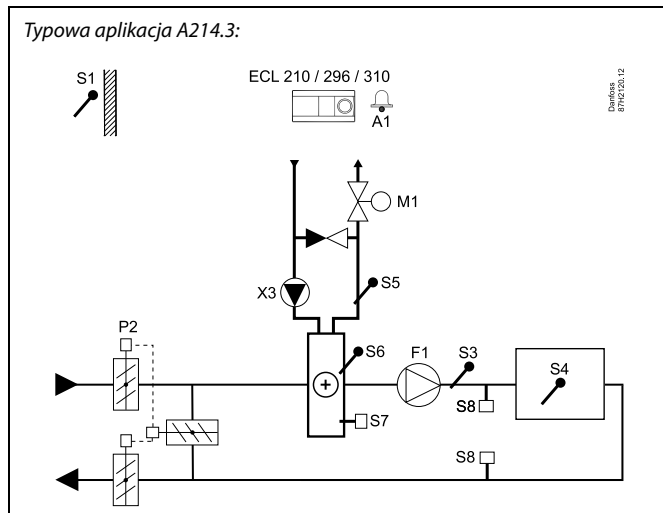 Typowa aplikacja A214.3:
S1
ECL 210 / 296 / 310
A1
Danfoss
87H2120.12
M1
X3
S5
P2
S6
F1
S3
S4
S7
S8
S8